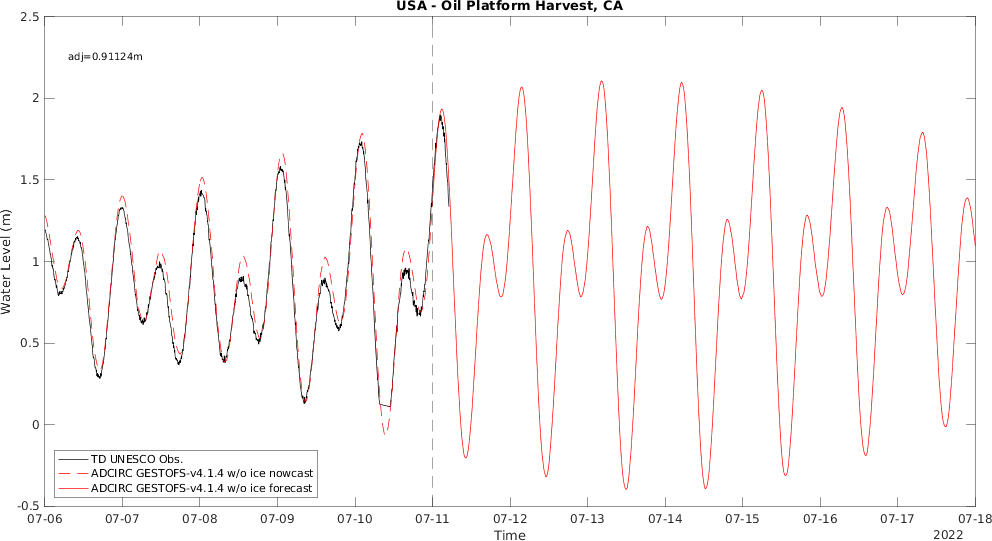 USA - Oil Platform Harvest, CA
adj=0.91124m
Water Level (m)
2.5
2
1.5
1
0.5
0
-0.5
TD UNESCO Obs.
ADCIRC GESTOFS-v4.1.4 w/o ice nowcast
ADCIRC GESTOFS-v4.1.4 w/o ice forecast
07-06 07-07 07-08 07-09 07-10 07-11 07-12 07-13 07-14 07-15 07-16 07-17 07-18
Time
2022